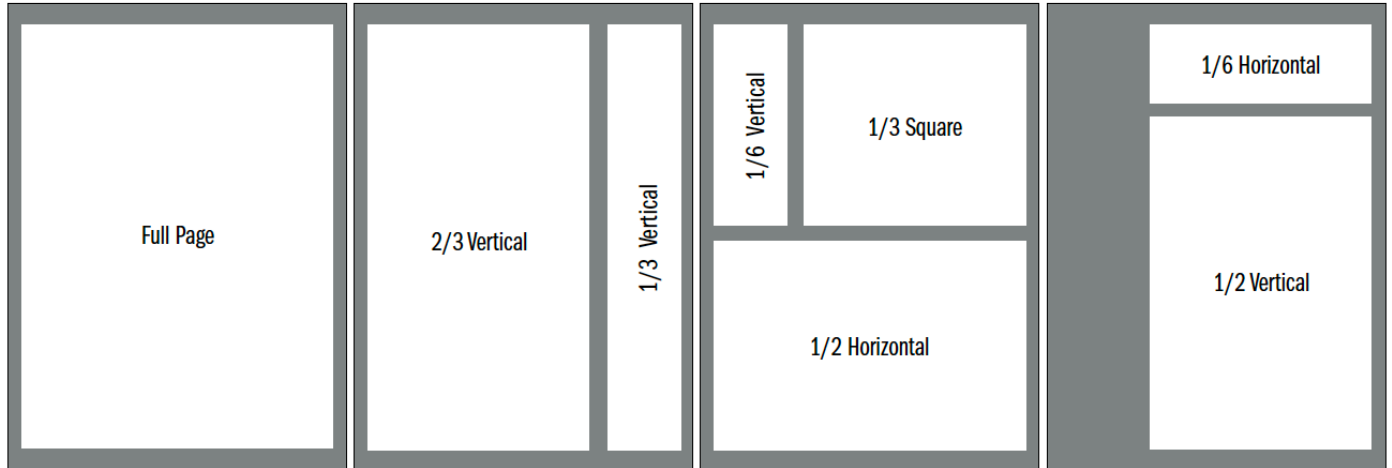 Full Page
2/3 Vertical
1/3 Vertical
1/6 Vertical
1/3 Square
1/2 Horizontal
1/6 Horizontal
1/2 Vertical